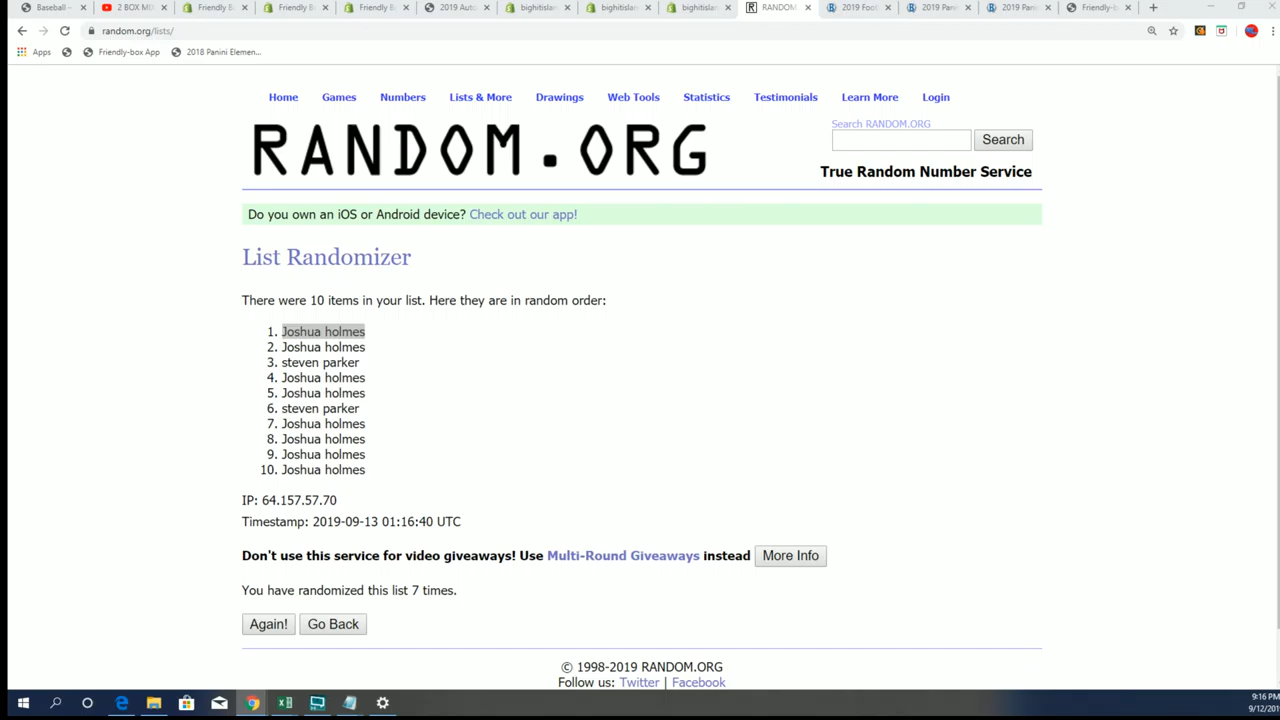 Baseball –
2 BOX MIX
Friendly B
Friendly B
Friendly B
2019 Auto
bighitislan
bighitislan
bighitislan
RANDOM
2019 Foo
2019 Pani
2019 Pani
Friendly-b
random.org/lists/
Apps
Friendly-box App
2018 Panini Elemen...
Home Games Numbers Lists & More Drawings Web Tools Statistics Testimonials Learn More Login
RANDOM.ORG
Search RANDOM.ORG
Search
True Random Number Service
Do you own an iOS or Android device? Check out our app!
List Randomizer
There were 10 items in your list. Here they are in random order:
1. Joshua holmes
2. Joshua holmes
3. steven parker
4. Joshua holmes
5. Joshua holmes
6. steven parker
7. Joshua holmes
8. Joshua holmes
9. Joshua holmes
10. Joshua holmes
IP: 64.157.57.70
Timestamp: 2019-09-13 01:16:40 UTC
Don't use this service for video giveaways! Use Multi-Round Giveaways instead More Info
You have randomized this list 7 times.
Again! Go Back
© 1998-2019 RANDOM.ORG
Follow us: Twitter | Facebook
9:16 PM
9/12/201